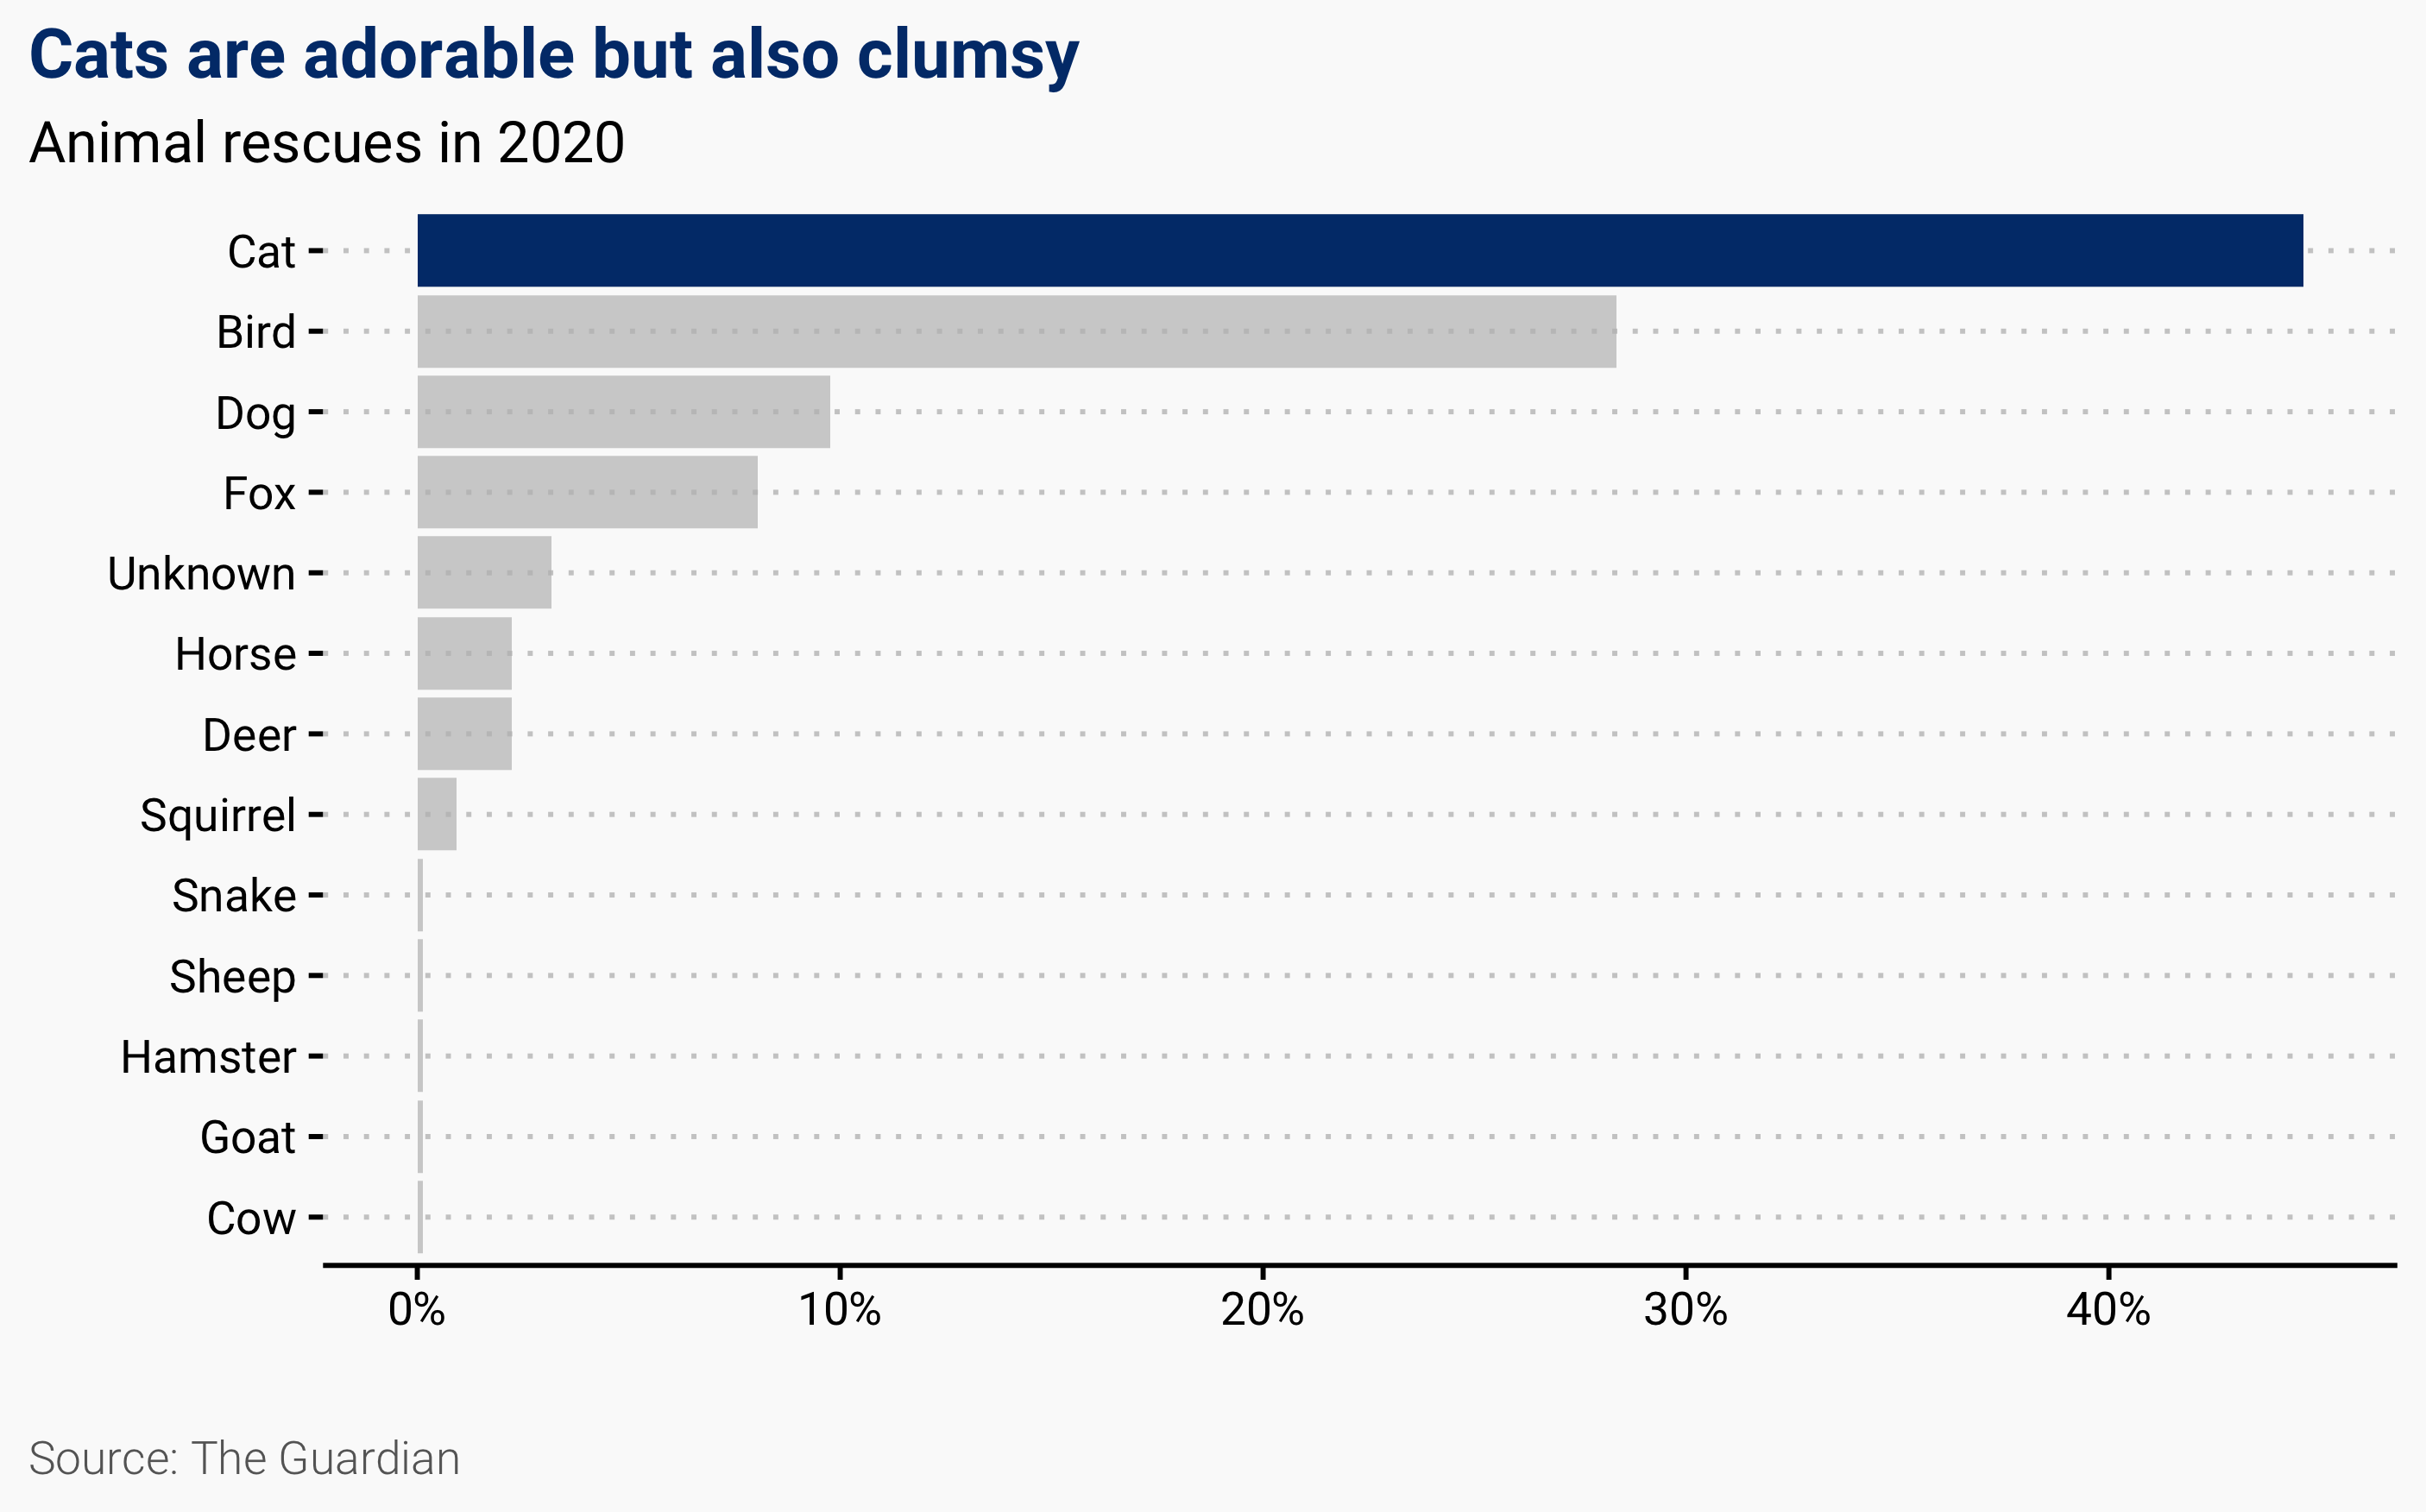 Cats are adorable but also clumsy
Animal rescues in 2020
Cat
Bird
Dog
Fox
Unknown
Horse
Deer
Squirrel
Snake
Sheep
Hamster
Goat
Cow
0% 10% 20% 30% 40%
Source: The Guardian